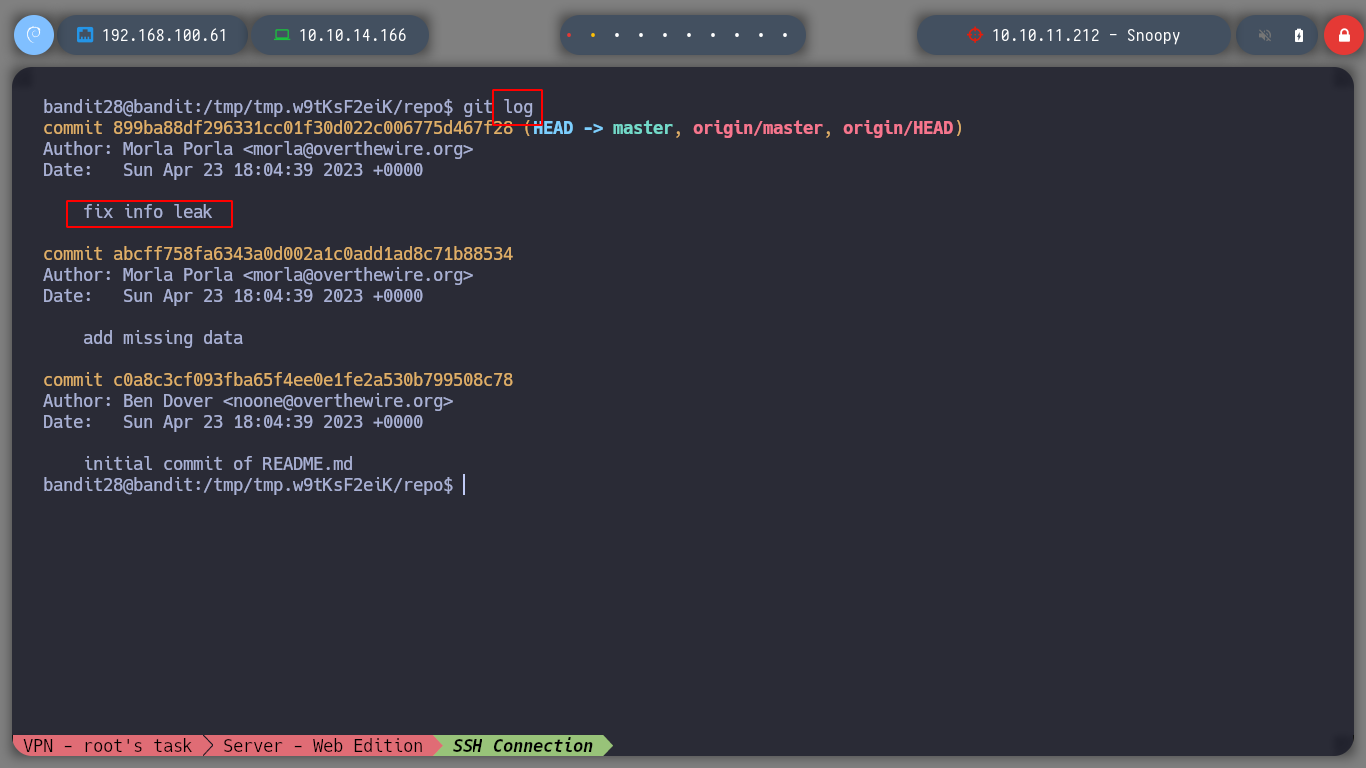 192.168.100.61 10.10.14.166 10.10.11.212 - Snoopy
bandit28@bandit:/tmp/tmp.w9tKsF2eiK/repo$ git log
commit 899ba88df296331cc01f30d022c006775d467f28 (HEAD -> master, origin/master, origin/HEAD)
Author: Morla Porla <morla@overthewire.org>
Date:   Sun Apr 23 18:04:39 2023 +0000
    fix info leak
commit abcff758fa6343a0d002a1c0add1ad8c71b88534
Author: Morla Porla <morla@overthewire.org>
Date:   Sun Apr 23 18:04:39 2023 +0000
    add missing data
commit c0a8c3cf093fba65f4ee0e1fe2a530b799508c78
Author: Ben Dover <noone@overthewire.org>
Date:   Sun Apr 23 18:04:39 2023 +0000
    initial commit of README.md
bandit28@bandit:/tmp/tmp.w9tKsF2eiK/repo$
VPN - root's task Server - Web Edition SSH Connection